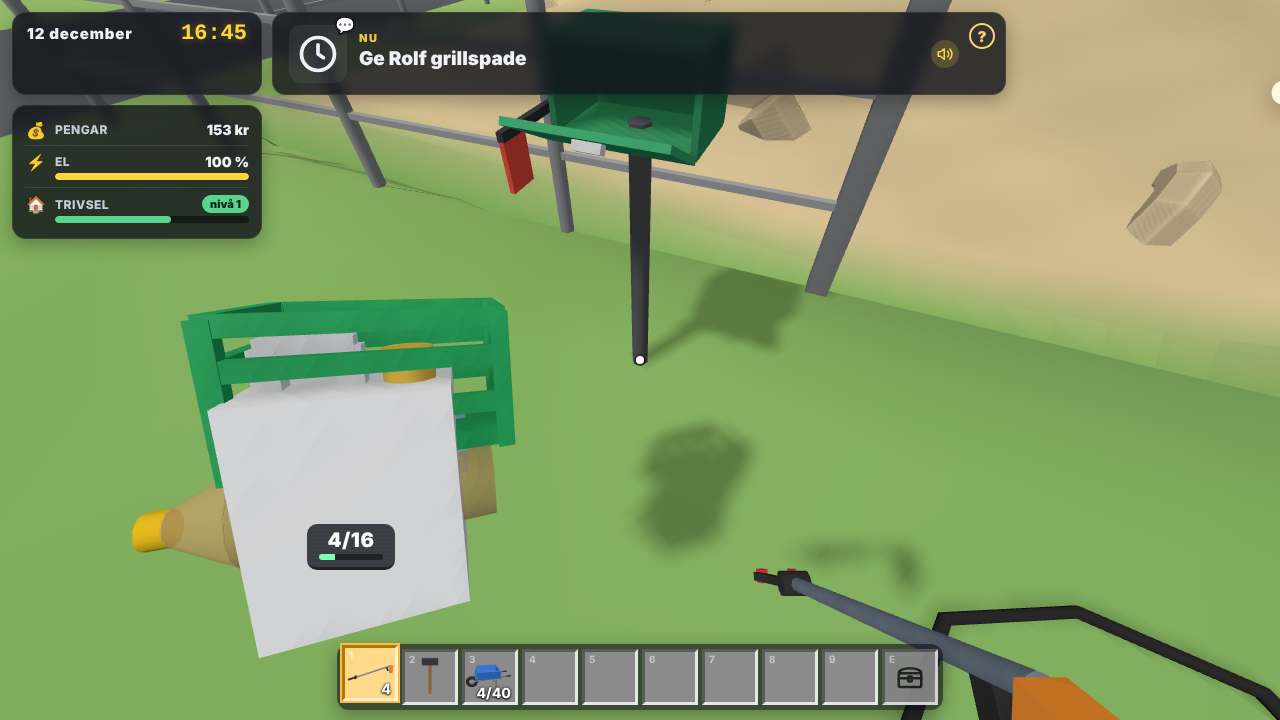 12 december 16:45
NU
Ge Rolf grillspade
?
PENGAR 153 kr
EL 100 %
TRIVSEL nivå 1
4/16
1 2 3 4 5 6 7 8 9 E
4 4/40